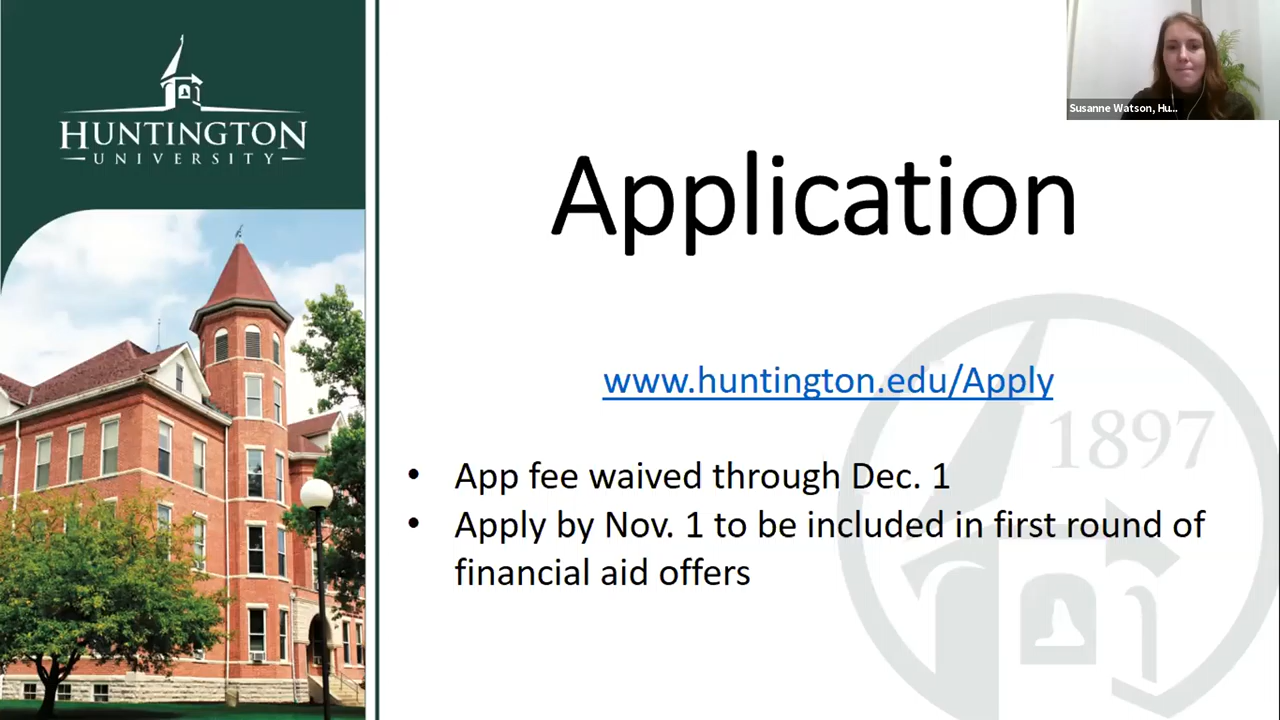 HUNTINGTON
UNIVERSITY
Susanne Watson, Hu...
Application
www.huntington.edu/Apply
1897
• App fee waived through Dec. 1
• Apply by Nov. 1 to be included in first round of
financial aid offers